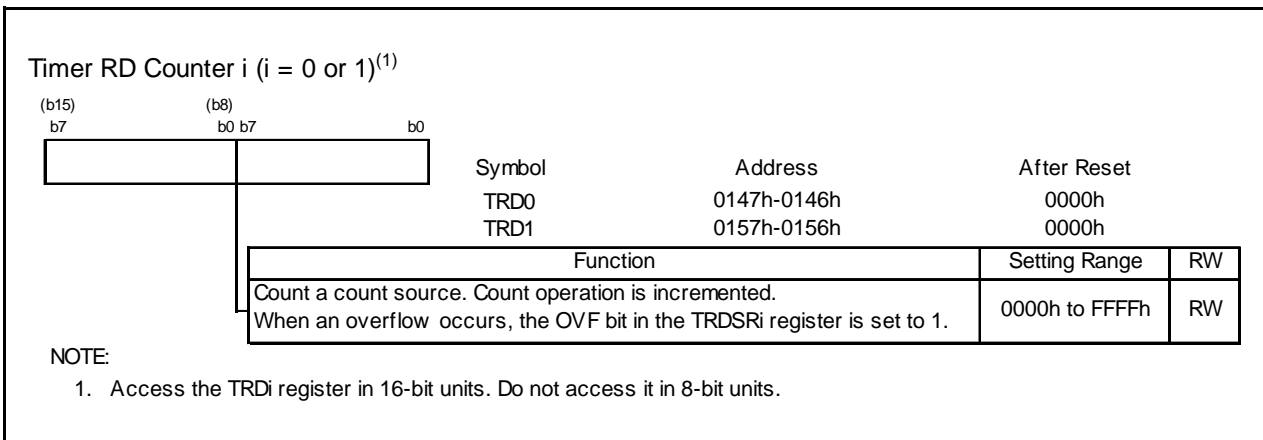 Timer RD Counter i (i = 0 or 1)(1)
(b15) (b8)
b7 b0 b7 b0
Symbol Address After Reset
TRD0 0147h-0146h 0000h
TRD1 0157h-0156h 0000h
Function Setting Range RW
Count a count source. Count operation is incremented.
When an overflow occurs, the OVF bit in the TRDSRi register is set to 1.
0000h to FFFFh RW
NOTE:
1. Access the TRDi register in 16-bit units. Do not access it in 8-bit units.